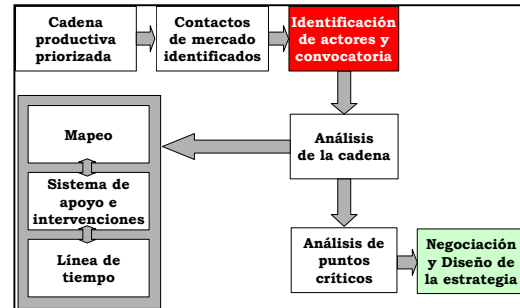 Cadena
productiva
priorizada
Contactos
de mercado
identificados
Identificación
de actores y
convocatoria
Mapeo
Sistema de
apoyo e
intervenciones
Línea de
tiempo
Análisis
de la cadena
Análisis de
puntos
críticos
Negociación
y Diseño de
la estrategia